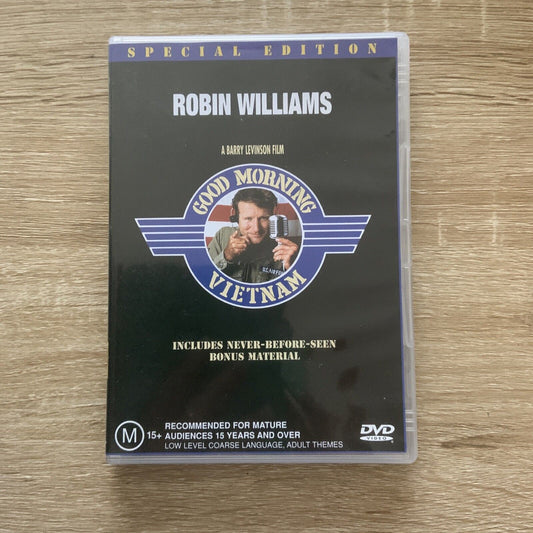 SPECIAL EDITION
ROBIN WILLIAMS
A BARRY LEVINSON FILM
GOOD MORNING
VIETNAM
INCLUDES NEVER-BEFORE-SEEN
BONUS MATERIAL
M 15+
RECOMMENDED FOR MATURE
AUDIENCES 15 YEARS AND OVER
LOW LEVEL COARSE LANGUAGE, ADULT THEMES
DVD
VIDEO